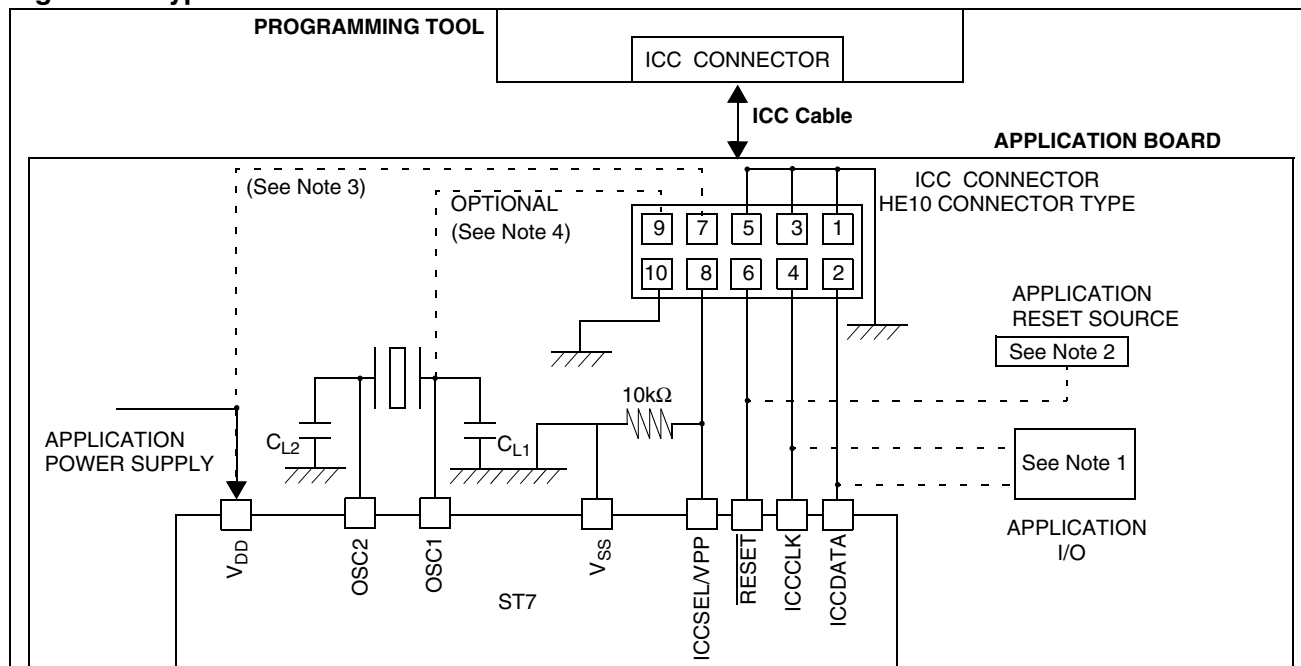 PROGRAMMING TOOL
ICC CONNECTOR
ICC Cable
APPLICATION BOARD
(See Note 3)
OPTIONAL
(See Note 4)
ICC CONNECTOR
HE10 CONNECTOR TYPE
9 7 5 3 1
10 8 6 4 2
APPLICATION
RESET SOURCE
See Note 2
10kΩ
APPLICATION
POWER SUPPLY
CL2
CL1
See Note 1
APPLICATION
I/O
VDD
OSC2
OSC1
VSS
ICCSEL/VPP
RESET
ICCCLK
ICCDATA
ST7